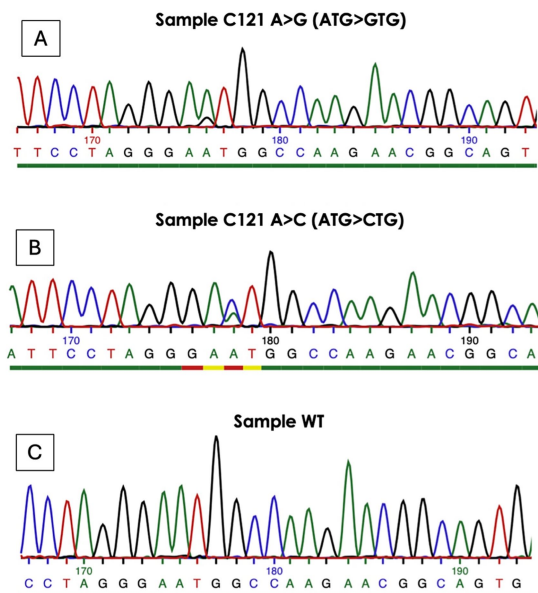 Sample C121 A>G (ATG>GTG)
A
170 180 190
T T C C T A G G G A A T G G C C A A G A A C G G C A G T
Sample C121 A>C (ATG>CTG)
B
170 180 190
A T T C C T A G G G A A T G G C C A A G A A C G G C A
Sample WT
C
170 180 190
C C T A G G G A A T G G C C A A G A A C G G C A G T G